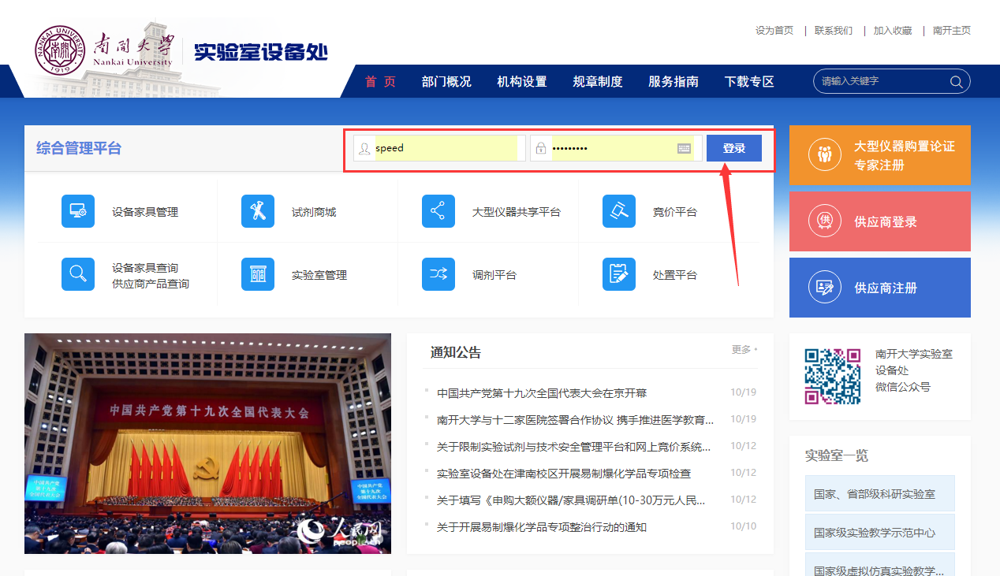 设为首页 | 联系我们 | 加入收藏 | 南开主页
NANKAI UNIVERSITY
1919
南開大学
Nankai University
实验室设备处
首 页 部门概况 机构设置 规章制度 服务指南 下载专区 请输入关键字
综合管理平台 speed ••••••••• 登录
设备家具管理 试剂商城 大型仪器共享平台 竞价平台
设备家具查询
供应商产品查询
实验室管理 调剂平台 处置平台
大型仪器购置论证
专家注册
供
供应商登录
供应商注册
中国共产党第十九次全国代表大会
中国共产党
第十九次
全国代表大会
中国共产党
第十九次
全国代表大会
人民网
people.cn
通知公告 更多
中国共产党第十九次全国代表大会在京开幕 10/19
南开大学与十二家医院签署合作协议 携手推进医学教育... 10/19
关于限制实验试剂与技术安全管理平台和网上竞价系统... 10/12
实验室设备处在津南校区开展易制爆化学品专项检查 10/12
关于填写《申购大额仪器/家具调研单(10-30万元人民... 10/12
关于开展易制爆化学品专项整治行动的通知 10/10
南开大学实验室
设备处
微信公众号
实验室一览
国家、省部级科研实验室
国家级实验教学示范中心
国家级虚拟仿真实验教学...